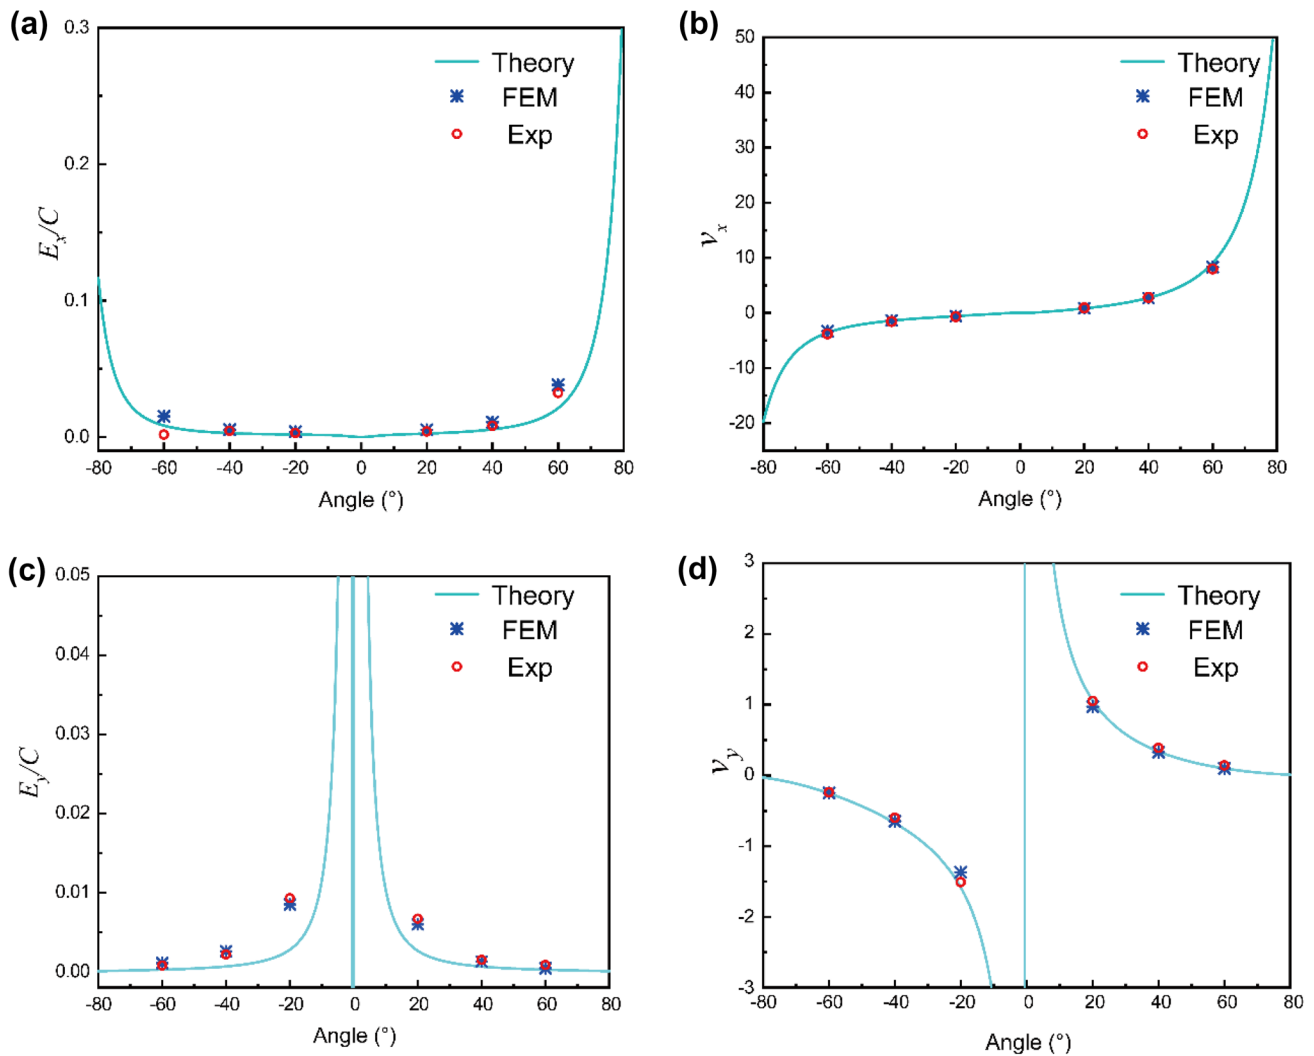 (a)
0.3
0.2
0.1
0.0
Ex/C
Theory
FEM
Exp
-80 -60 -40 -20 0 20 40 60 80
Angle (°)
(b)
50
40
30
20
10
0
-10
-20
νx
Theory
FEM
Exp
-80 -60 -40 -20 0 20 40 60 80
Angle (°)
(c)
0.05
0.04
0.03
0.02
0.01
0.00
Ey/C
Theory
FEM
Exp
-80 -60 -40 -20 0 20 40 60 80
Angle (°)
(d)
3
2
1
0
-1
-2
-3
νy
Theory
FEM
Exp
-80 -60 -40 -20 0 20 40 60 80
Angle (°)